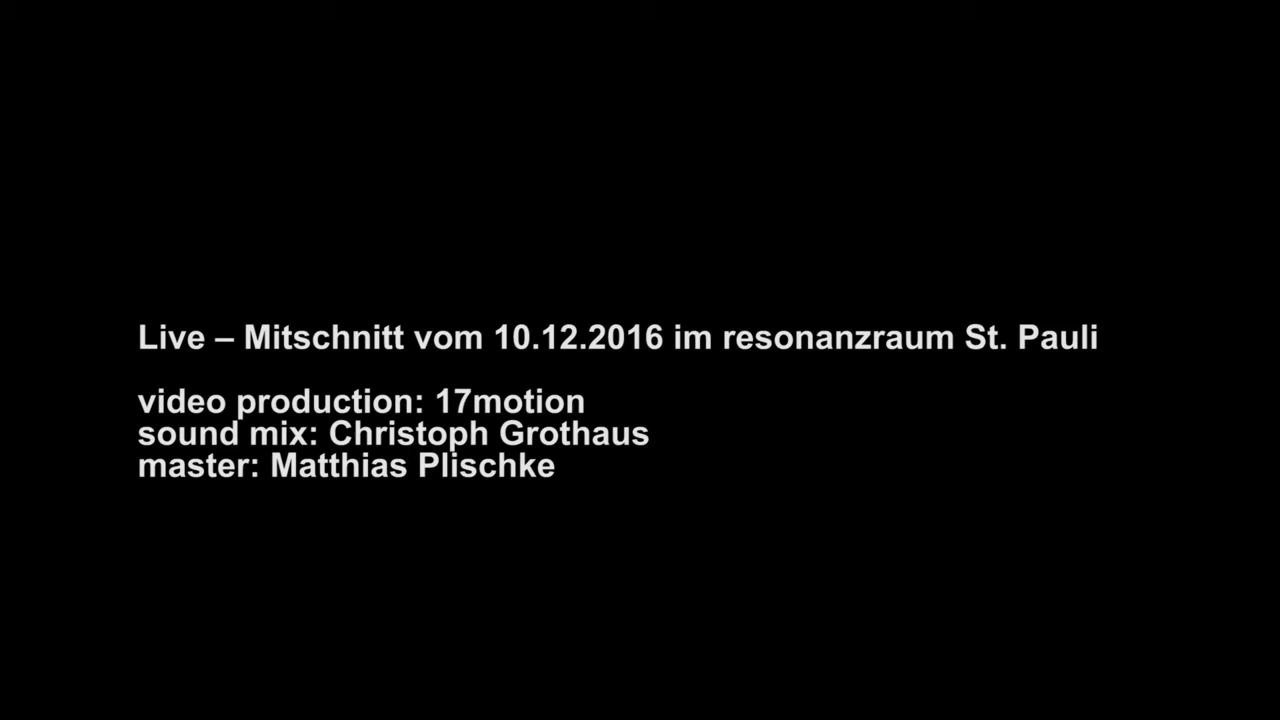 Live – Mitschnitt vom 10.12.2016 im resonanzraum St. Pauli
video production: 17motion
sound mix: Christoph Grothaus
master: Matthias Plischke